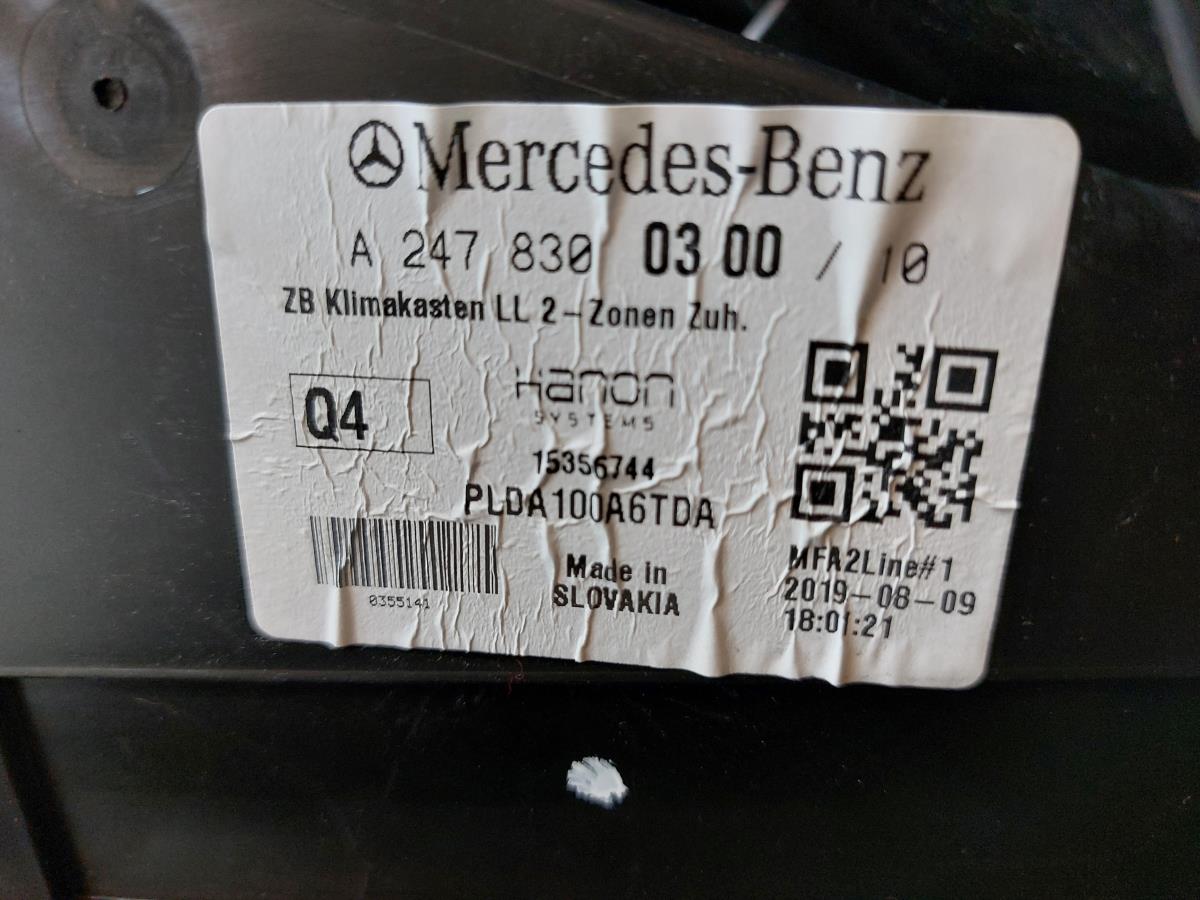 Mercedes-Benz
A 247 830 03 00 / 10
ZB Klimakasten LL 2-Zonen Zuh.
Q4
Hanon
SYSTEMS
15356744
PLDA100A6TDA
0355141
Made in
SLOVAKIA
MFA2Line#1
2019-08-09
18:01:21